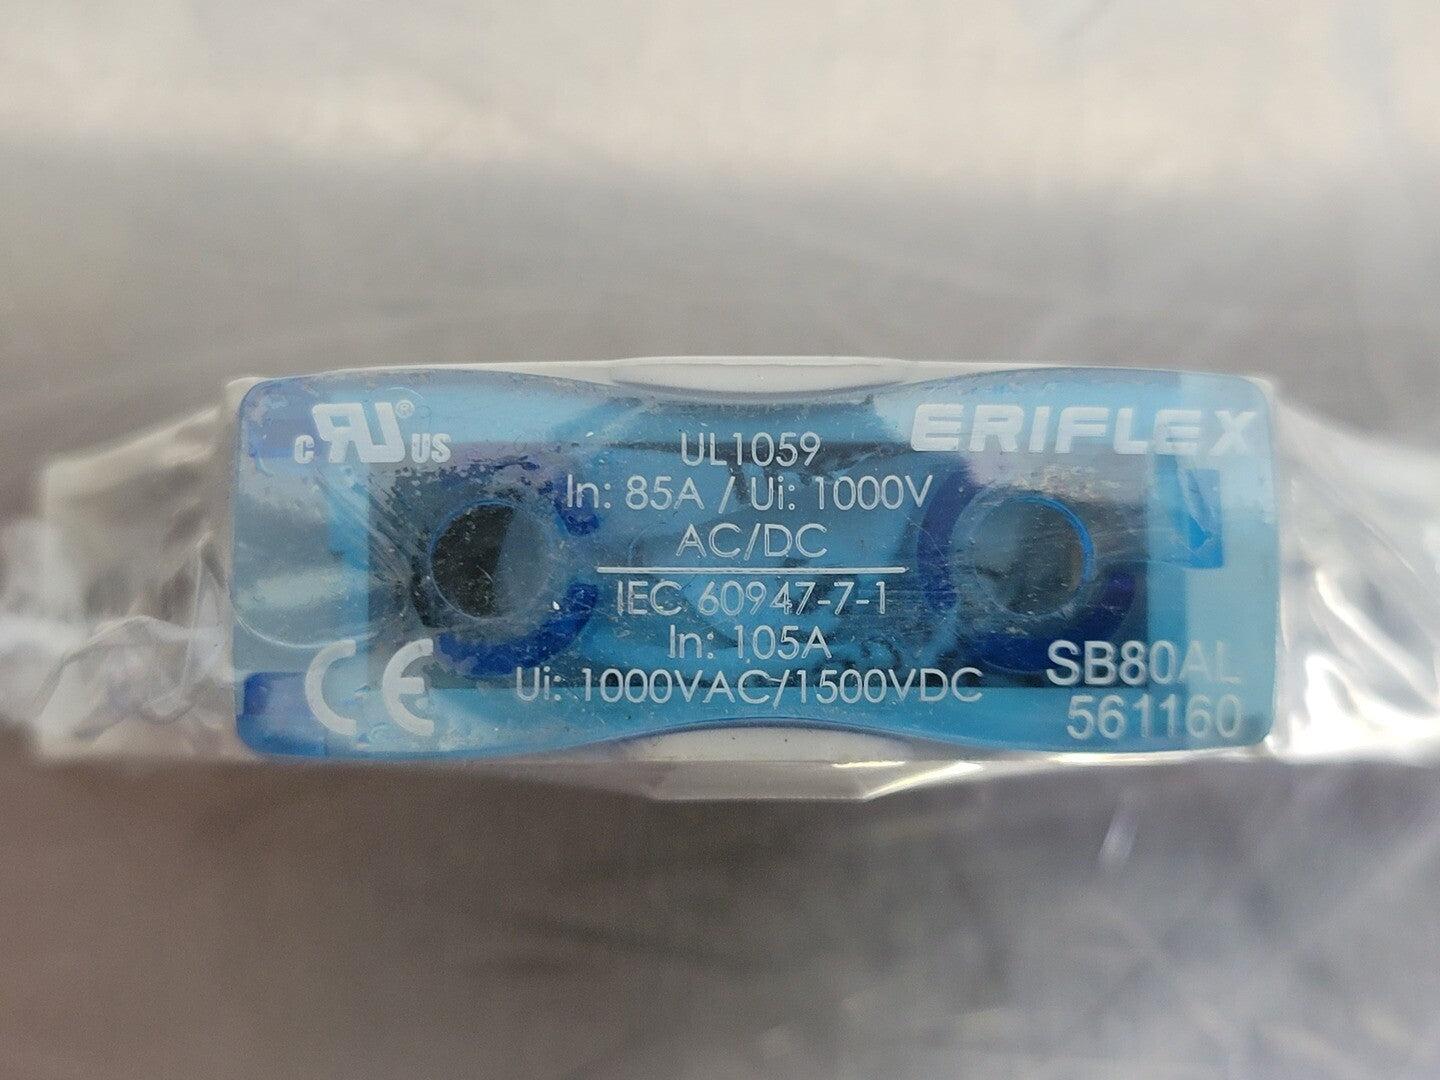 c RU® US
ERIFLEX
UL1059
In: 85A / Ui: 1000V
AC/DC
IEC 60947-7-1
In: 105A
Ui: 1000VAC/1500VDC
CE
SB80AL
561160